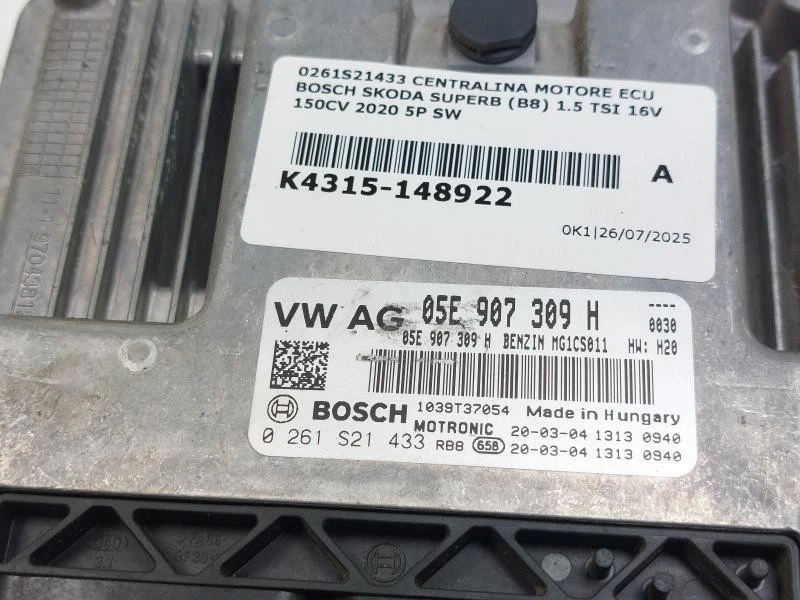 0261S21433 CENTRALINA MOTORE ECU
BOSCH SKODA SUPERB (B8) 1.5 TSI 16V
150CV 2020 5P SW
A
K4315-148922
0K1|26/07/2025
VW AG 05E 907 309 H ----
0030
05E 907 309 H BENZIN MG1CS011 HW: H20
BOSCH 1039T37054 Made in Hungary
MOTRONIC 20-03-04 1313 0940
0 261 S21 433 RB8 658 20-03-04 1313 0940